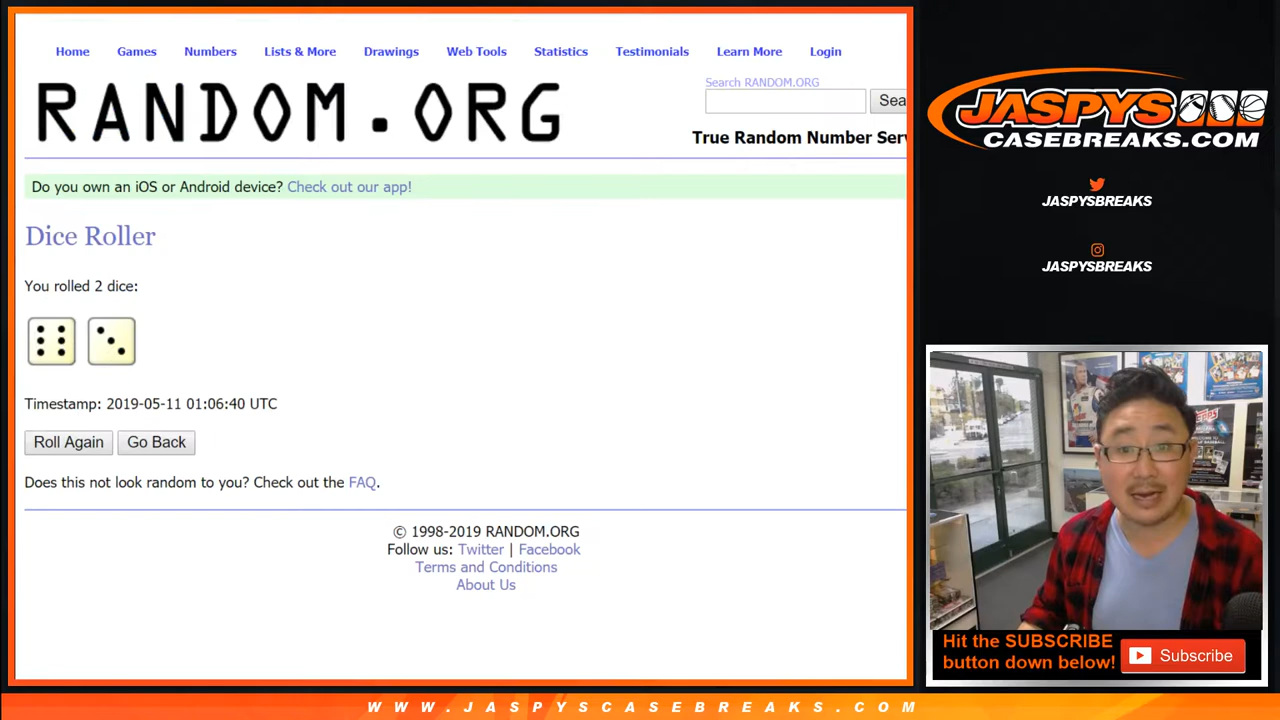 Home Games Numbers Lists & More Drawings Web Tools Statistics Testimonials Learn More Login
RANDOM.ORG
Search RANDOM.ORG
Sea
True Random Number Serv
Do you own an iOS or Android device? Check out our app!
Dice Roller
You rolled 2 dice:
Timestamp: 2019-05-11 01:06:40 UTC
Roll Again Go Back
Does this not look random to you? Check out the FAQ.
© 1998-2019 RANDOM.ORG
Follow us: Twitter | Facebook
Terms and Conditions
About Us
JASPYS
CASEBREAKS.COM
JASPYSBREAKS
JASPYSBREAKS
topps
Hit the SUBSCRIBE
button down below!
Subscribe
WWW.JASPYSCASEBREAKS.COM